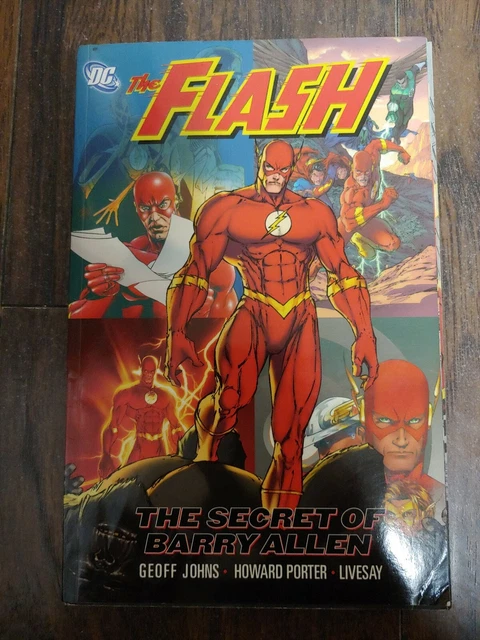 DC
The
FLASH
THE SECRET OF
BARRY ALLEN
GEOFF JOHNS • HOWARD PORTER • LIVESAY